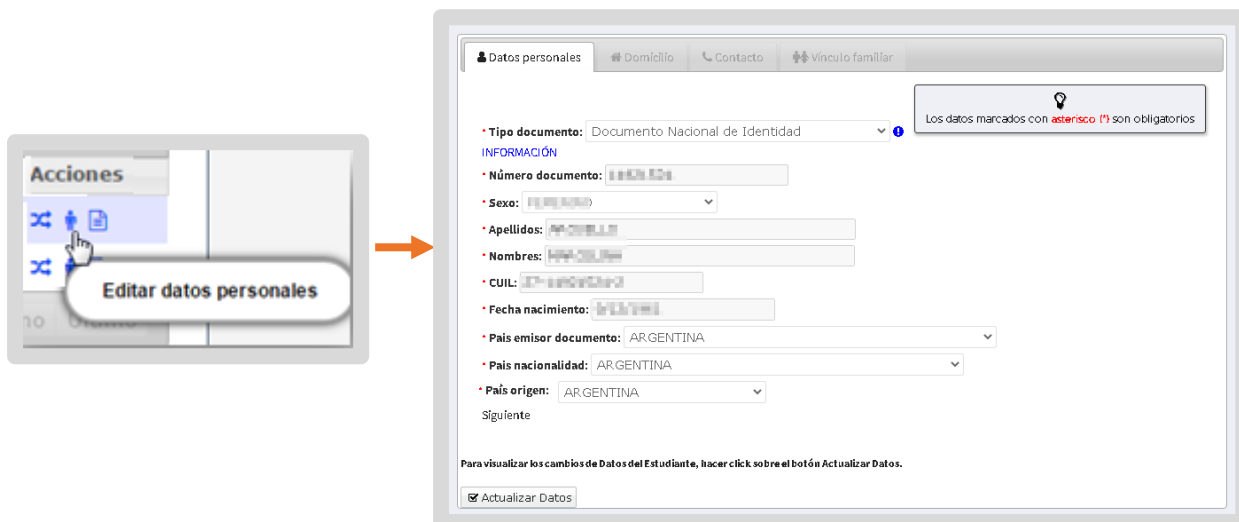 Acciones
Editar datos personales
Datos personales
Domicilio
Contacto
Vínculo familiar
Los datos marcados con asterisco (*) son obligatorios
* Tipo documento: Documento Nacional de Identidad
INFORMACIÓN
* Número documento:
* Sexo:
* Apellidos:
* Nombres:
* CUIL:
* Fecha nacimiento:
* Pais emisor documento: ARGENTINA
* Pais nacionalidad: ARGENTINA
* País origen: ARGENTINA
Siguiente
Para visualizar los cambios de Datos del Estudiante, hacer click sobre el botón Actualizar Datos.
Actualizar Datos